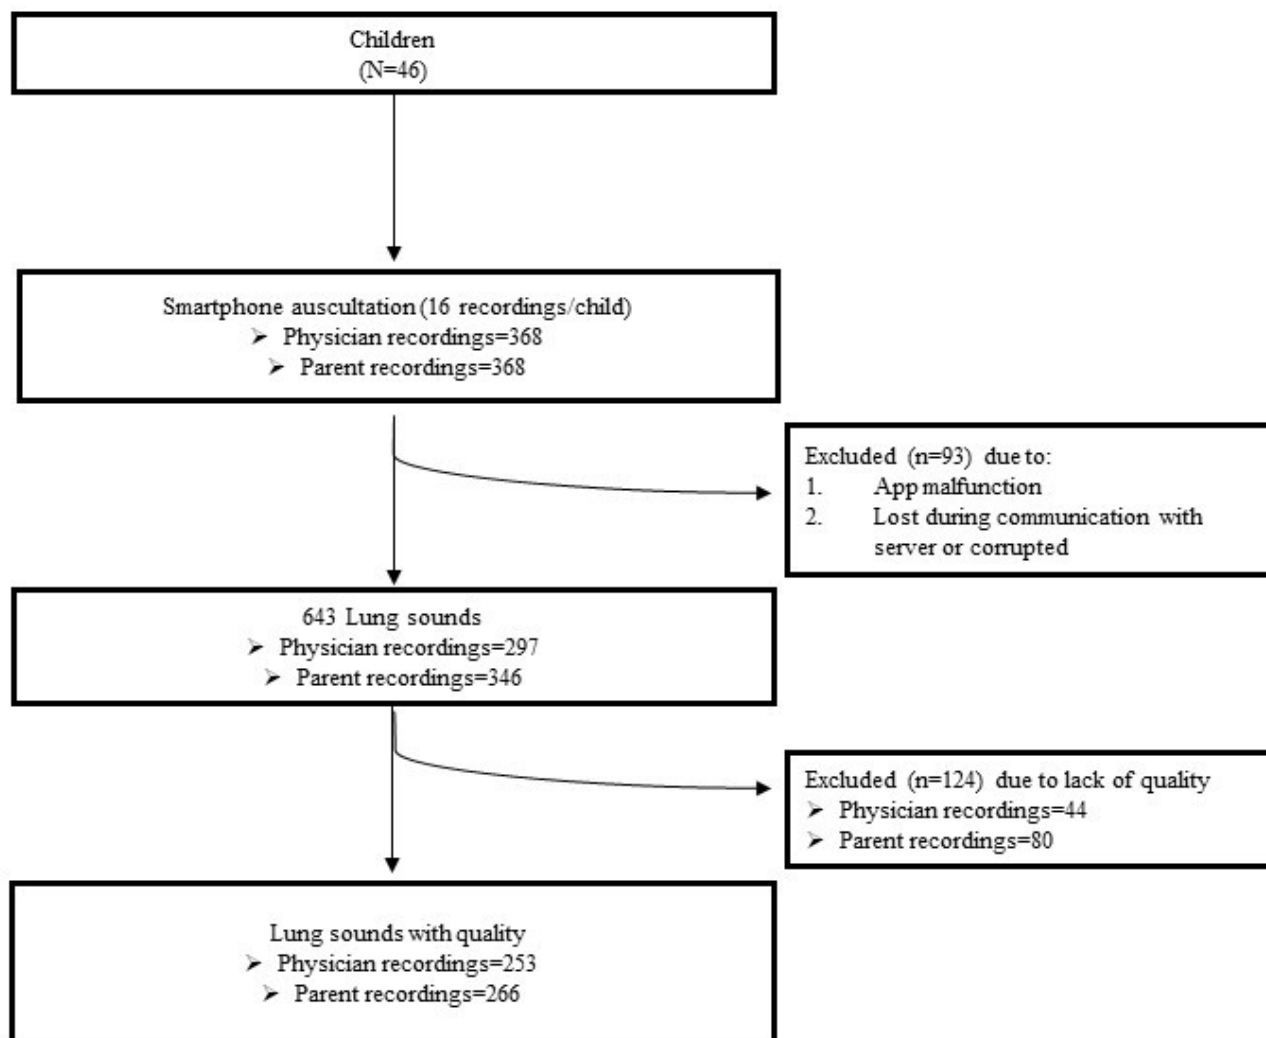 Children
(N=46)
Smartphone auscultation (16 recordings/child)
➢ Physician recordings=368
➢ Parent recordings=368
Excluded (n=93) due to:
1. App malfunction
2. Lost during communication with
server or corrupted
643 Lung sounds
➢ Physician recordings=297
➢ Parent recordings=346
Excluded (n=124) due to lack of quality
➢ Physician recordings=44
➢ Parent recordings=80
Lung sounds with quality
➢ Physician recordings=253
➢ Parent recordings=266